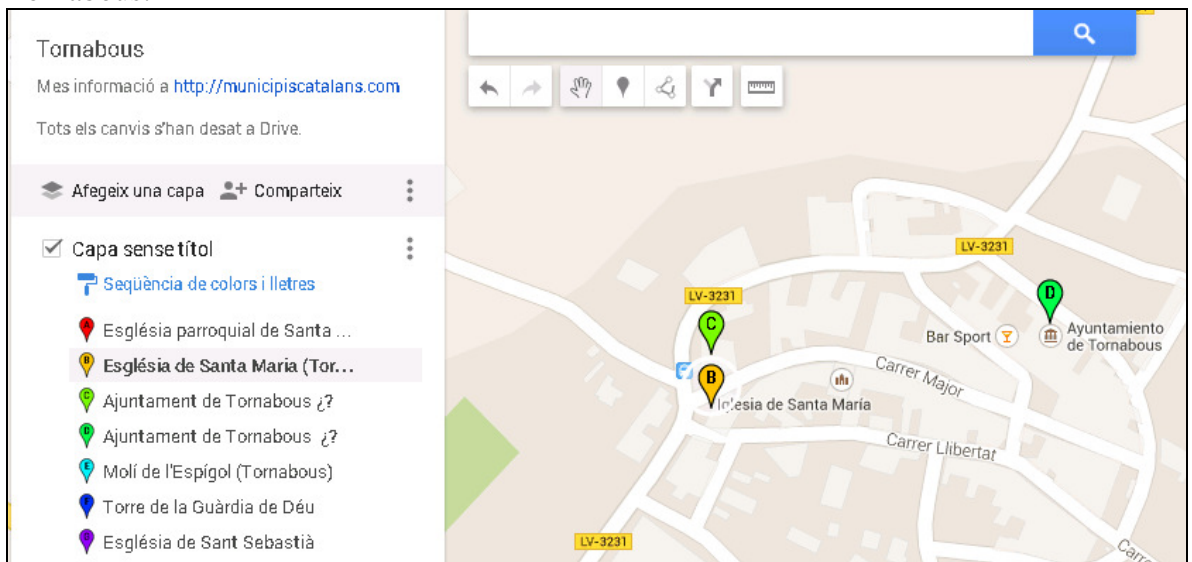 Tornabous
Mes informació a http://municipiscatalans.com
Tots els canvis s'han desat a Drive.
Afegeix una capa Comparteix
Capa sense títol
Seqüència de colors i lletres
A Església parroquial de Santa ...
B Església de Santa Maria (Tor...
C Ajuntament de Tornabous ¿?
D Ajuntament de Tornabous ¿?
E Molí de l'Espígol (Tornabous)
Torre de la Guàrdia de Déu
Església de Sant Sebastià
LV-3231
D
LV-3231
C
Bar Sport
Ayuntamiento
de Tornabous
B
Carrer Major
Iglesia de Santa María
Carrer Llibertat
LV-3231